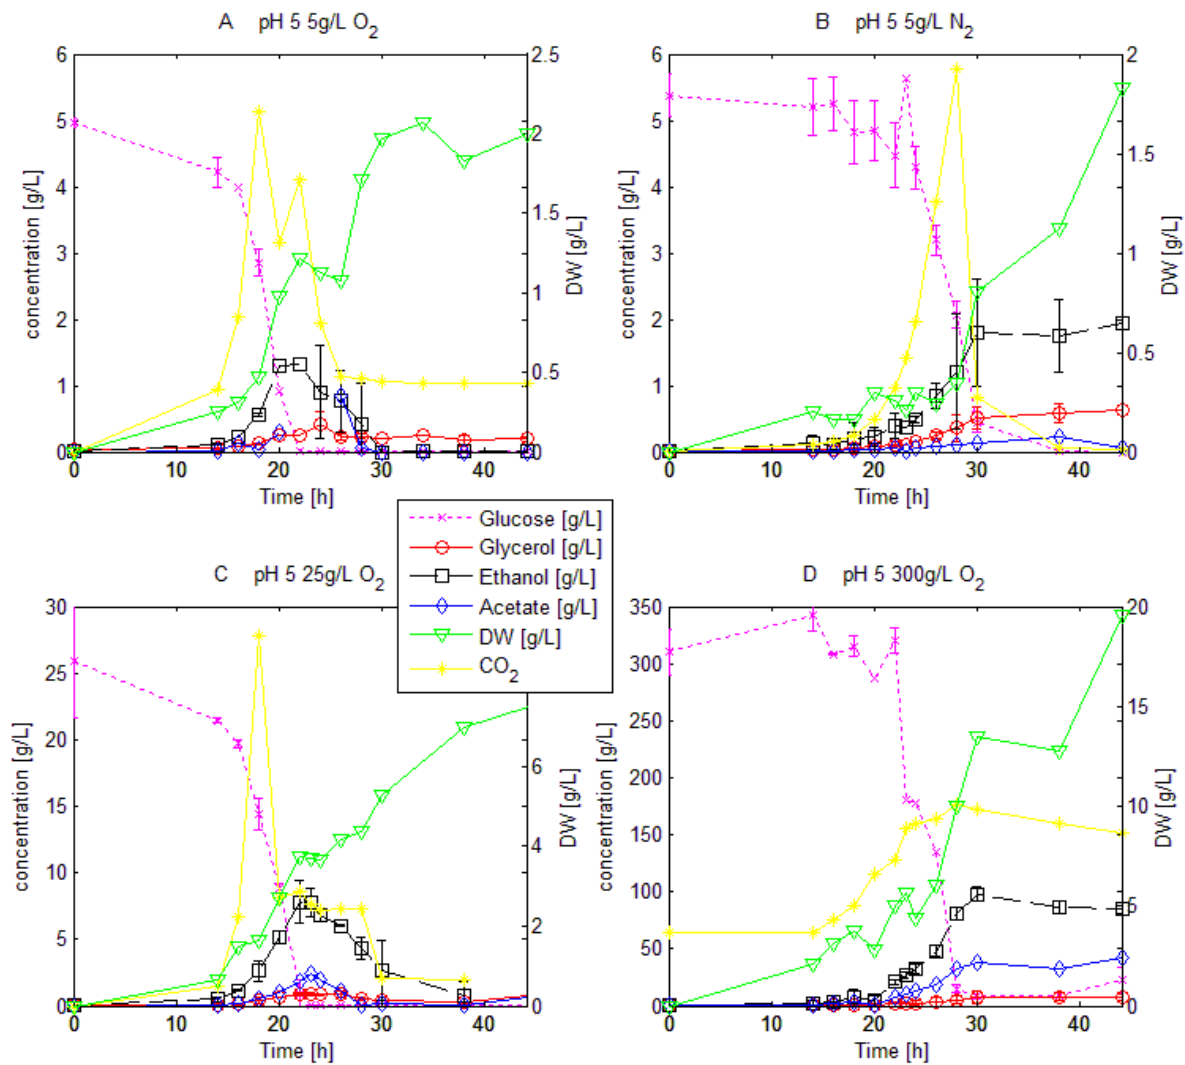 A pH 5 5g/L O2
6
5
4
3
2
1
0
concentration [g/L]
2.5
2
1.5
1
0.5
0
DW [g/L]
0 10 20 30 40
Time [h]
B pH 5 5g/L N2
6
5
4
3
2
1
0
concentration [g/L]
2
1.5
1
0.5
0
DW [g/L]
0 10 20 30 40
Time [h]
Glucose [g/L]
Glycerol [g/L]
Ethanol [g/L]
Acetate [g/L]
DW [g/L]
CO2
C pH 5 25g/L O2
30
25
20
15
10
5
0
concentration [g/L]
6
4
2
0
DW [g/L]
0 10 20 30 40
Time [h]
D pH 5 300g/L O2
350
300
250
200
150
100
50
0
concentration [g/L]
20
15
10
5
0
DW [g/L]
0 10 20 30 40
Time [h]